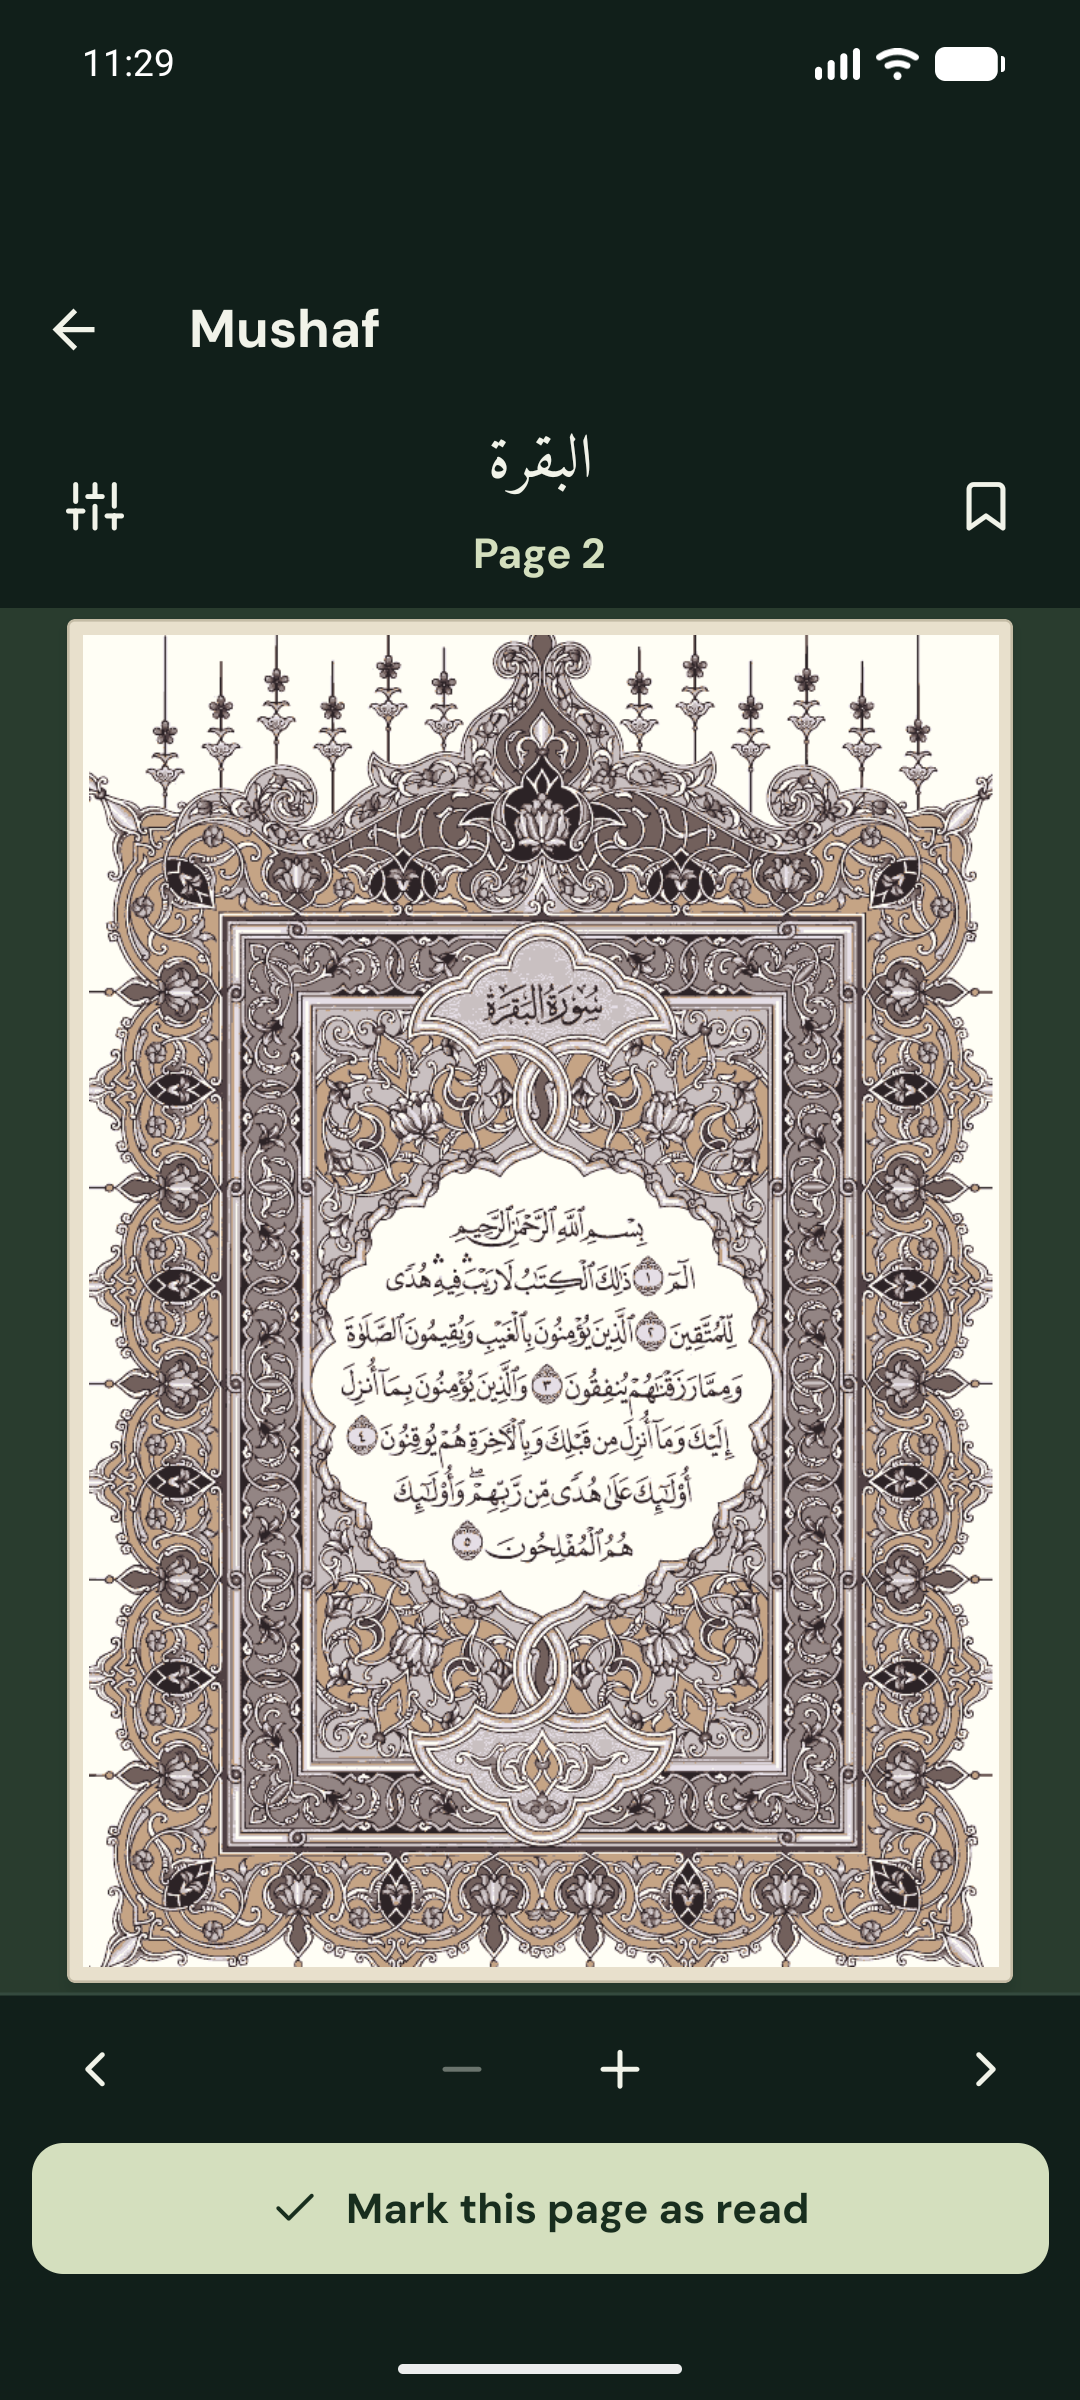 11:29
Mushaf
البقرة
Page 2
سُورَةُ البَقَرَةِ
بِسْمِ ٱللَّهِ ٱلرَّحْمَٰنِ ٱلرَّحِيمِ
الٓمٓ ١ ذَٰلِكَ ٱلْكِتَٰبُ لَا رَيْبَ ۛ فِيهِ ۛ هُدًى
لِّلْمُتَّقِينَ ٢ ٱلَّذِينَ يُؤْمِنُونَ بِٱلْغَيْبِ وَيُقِيمُونَ ٱلصَّلَوٰةَ
وَمِمَّا رَزَقْنَٰهُمْ يُنفِقُونَ ٣ وَٱلَّذِينَ يُؤْمِنُونَ بِمَآ أُنزِلَ
إِلَيْكَ وَمَآ أُنزِلَ مِن قَبْلِكَ وَبِٱلْءَاخِرَةِ هُمْ يُوقِنُونَ ٤
أُو۟لَٰٓئِكَ عَلَىٰ هُدًى مِّن رَّبِّهِمْ ۖ وَأُو۟لَٰٓئِكَ
هُمُ ٱلْمُفْلِحُونَ ٥
Mark this page as read